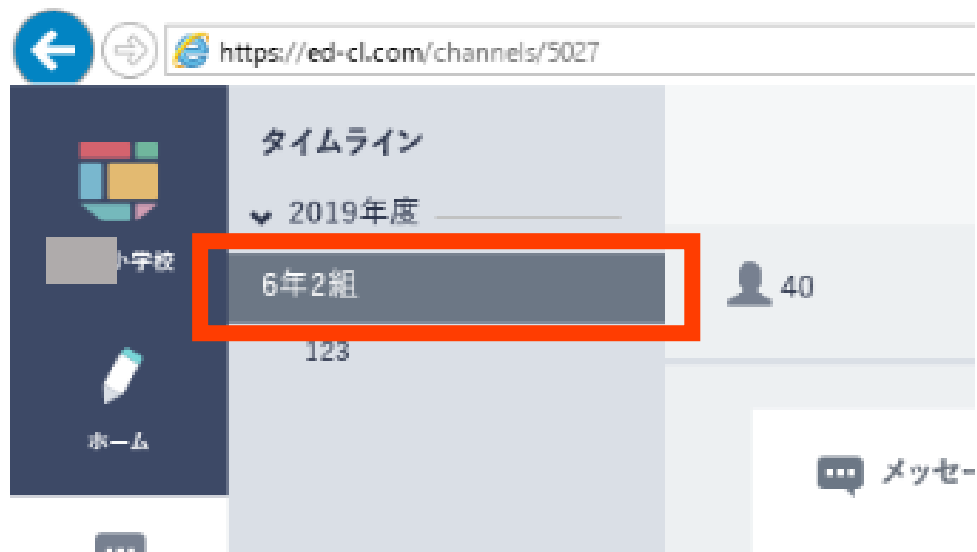 https://ed-cl.com/channels/5027
タイムライン
2019年度
小学校
6年2組
40
123
ホーム
メッセー